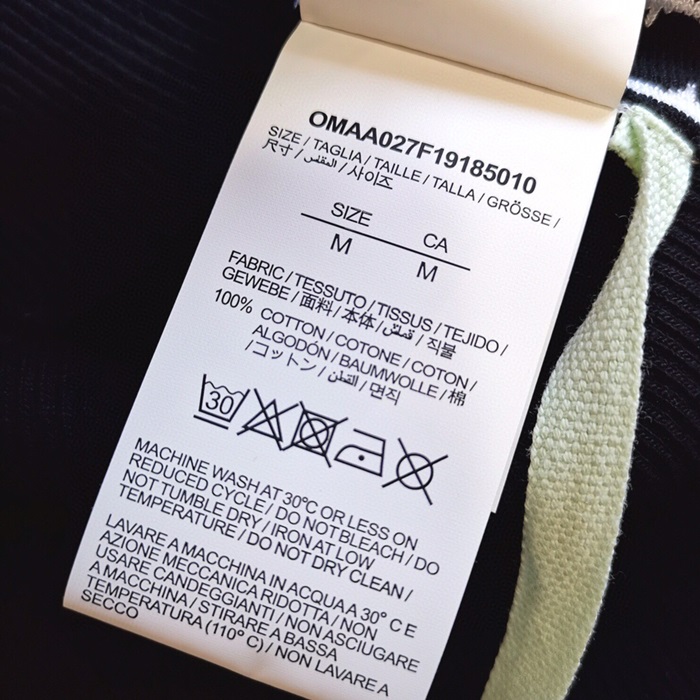 OMAA027F19185010
SIZE / TAGLIA / TAILLE / TALLA / GRÖSSE /
尺寸 / المقاس / 사이즈
SIZE CA
M M
FABRIC / TESSUTO / TISSUS / TEJIDO /
GEWEBE / 面料 / 本体 / قماش / 직물
100% COTTON / COTONE / COTON /
ALGODÓN / BAUMWOLLE / 棉
/ コットン / القطن / 면직
30
MACHINE WASH AT 30ºC OR LESS ON
REDUCED CYCLE / DO NOT BLEACH / DO
NOT TUMBLE DRY / IRON AT LOW
TEMPERATURE / DO NOT DRY CLEAN /
LAVARE A MACCHINA IN ACQUA A 30° C E
AZIONE MECCANICA RIDOTTA / NON
USARE CANDEGGIANTI / NON ASCIUGARE
A MACCHINA / STIRARE A BASSA
TEMPERATURA (110° C) / NON LAVARE A
SECCO